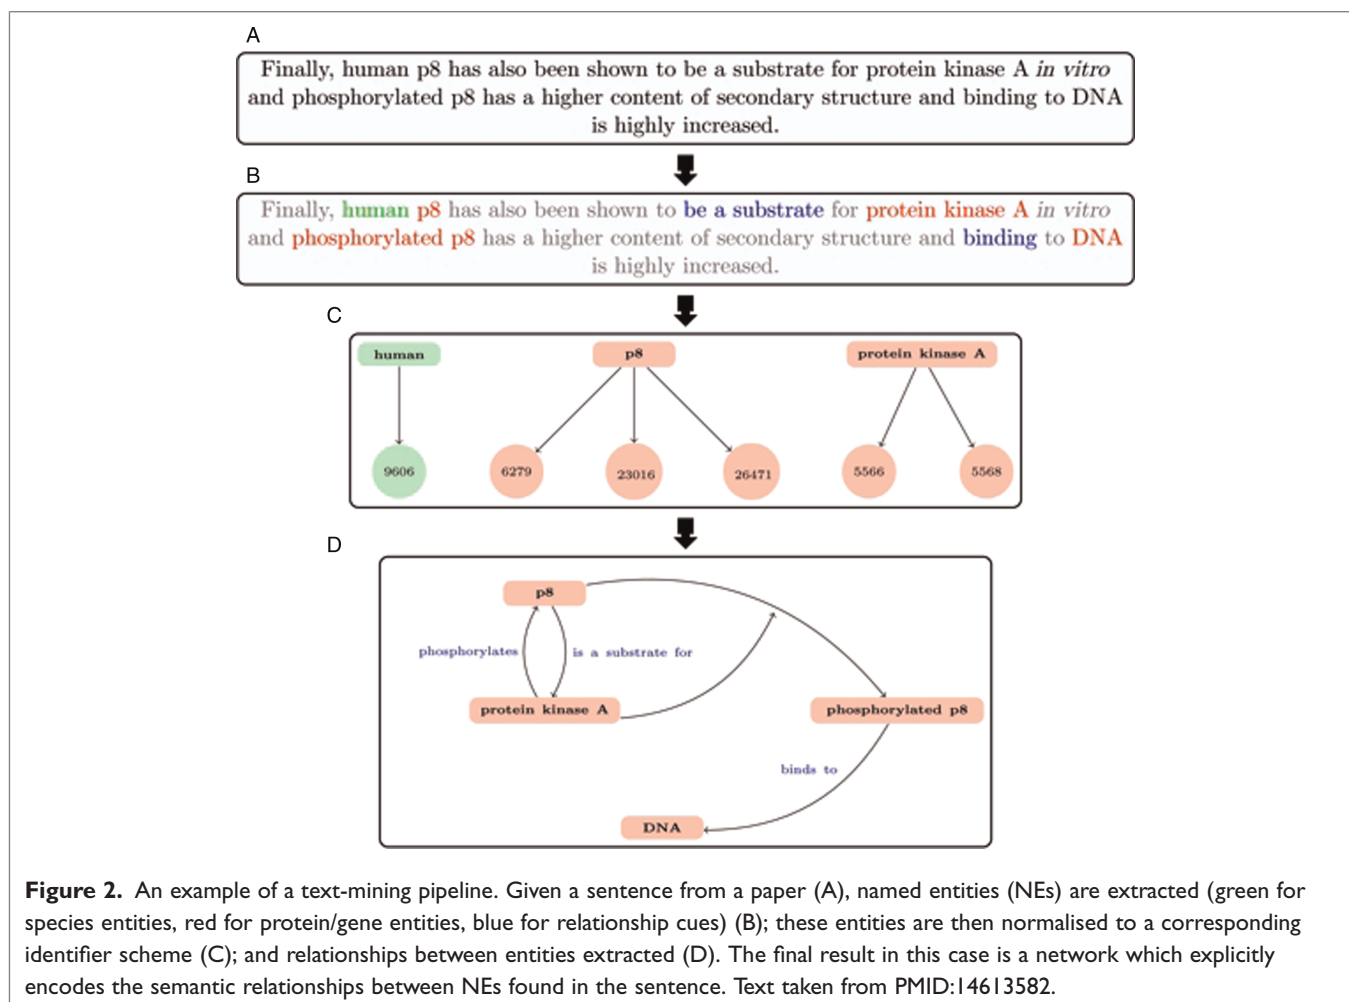 A
Finally, human p8 has also been shown to be a substrate for protein kinase A in vitro
and phosphorylated p8 has a higher content of secondary structure and binding to DNA
is highly increased.
B
Finally, human p8 has also been shown to be a substrate for protein kinase A in vitro
and phosphorylated p8 has a higher content of secondary structure and binding to DNA
is highly increased.
C
human p8 protein kinase A
9606 6279 23016 26471 5566 5568
D
p8
phosphorylates is a substrate for
protein kinase A phosphorylated p8
binds to
DNA
Figure 2. An example of a text-mining pipeline. Given a sentence from a paper (A), named entities (NEs) are extracted (green for
species entities, red for protein/gene entities, blue for relationship cues) (B); these entities are then normalised to a corresponding
identifier scheme (C); and relationships between entities extracted (D). The final result in this case is a network which explicitly
encodes the semantic relationships between NEs found in the sentence. Text taken from PMID:14613582.